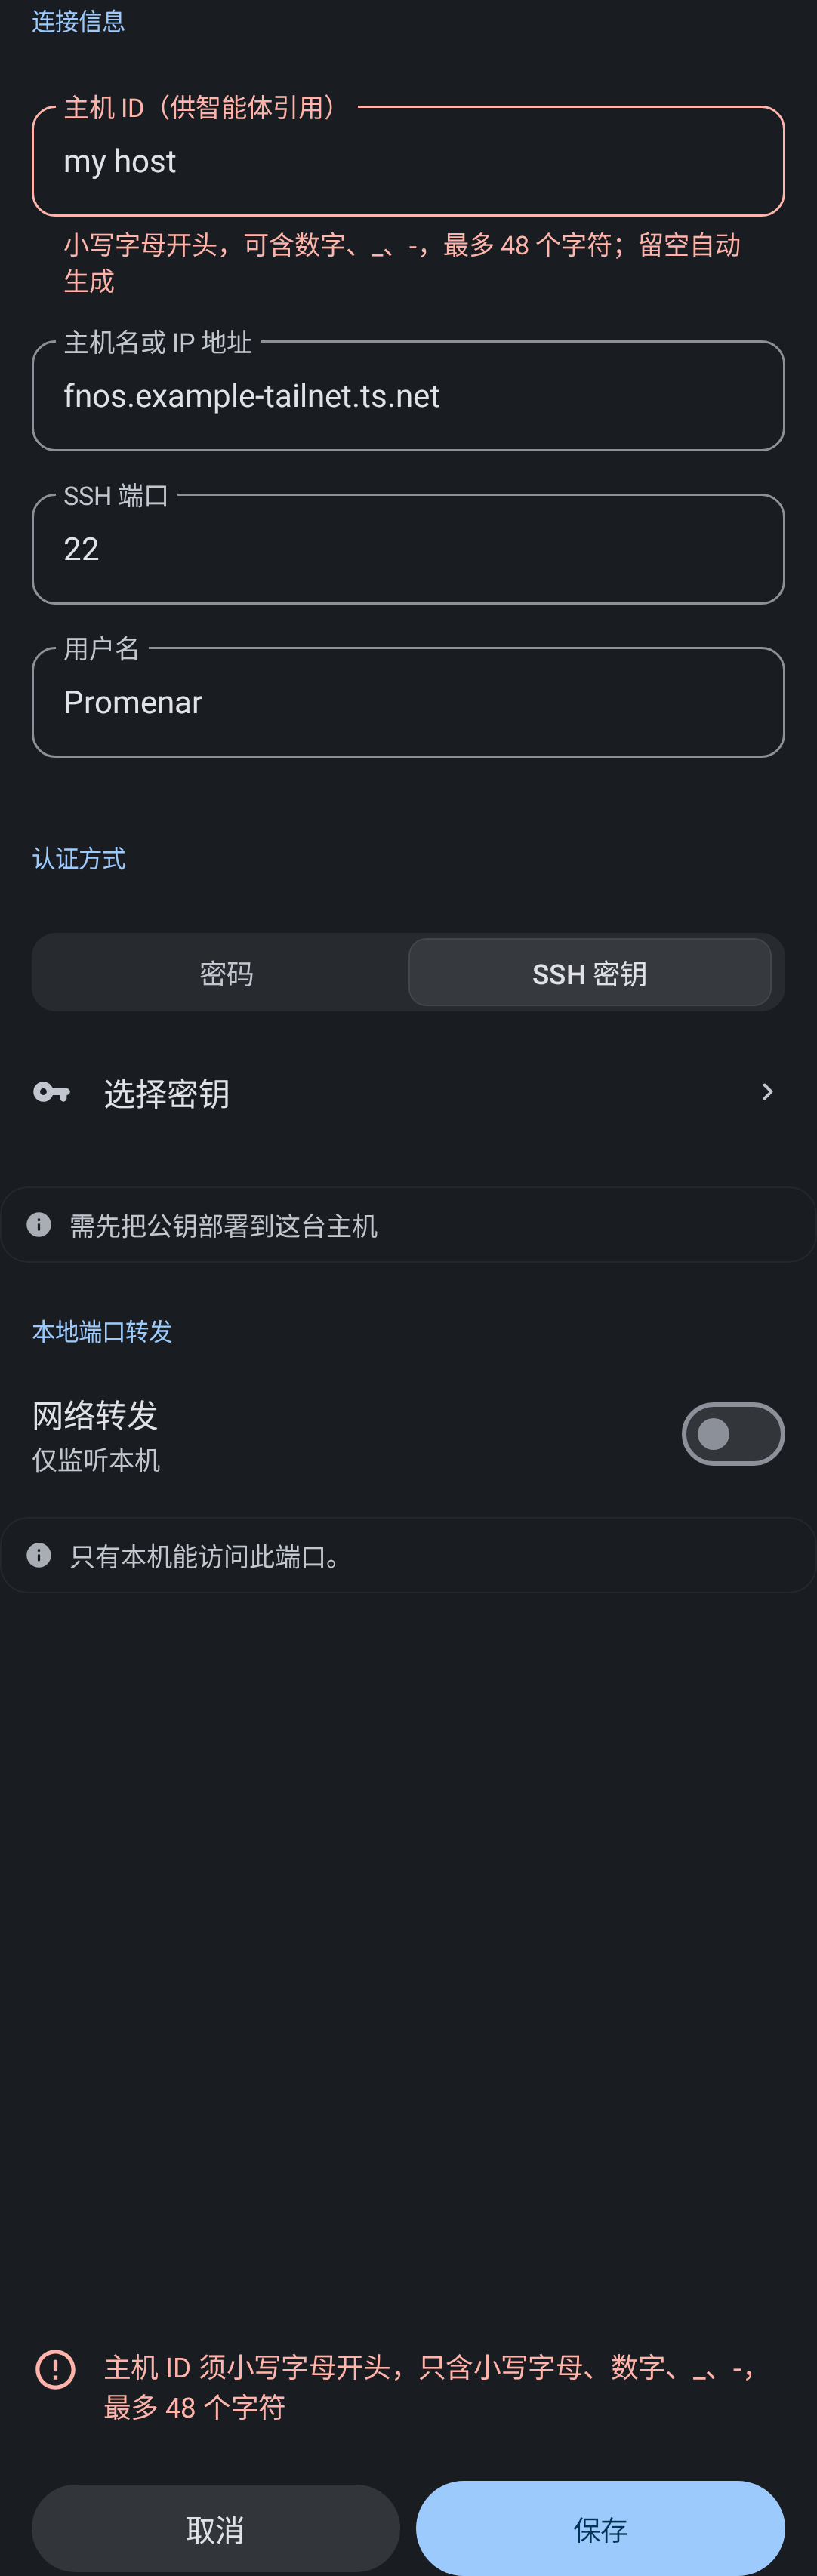 连接信息
主机 ID（供智能体引用）
my host
小写字母开头，可含数字、_、-，最多 48 个字符；留空自动
生成
主机名或 IP 地址
fnos.example-tailnet.ts.net
SSH 端口
22
用户名
Promenar
认证方式
密码
SSH 密钥
选择密钥
需先把公钥部署到这台主机
本地端口转发
网络转发
仅监听本机
只有本机能访问此端口。
主机 ID 须小写字母开头，只含小写字母、数字、_、-，
最多 48 个字符
取消
保存